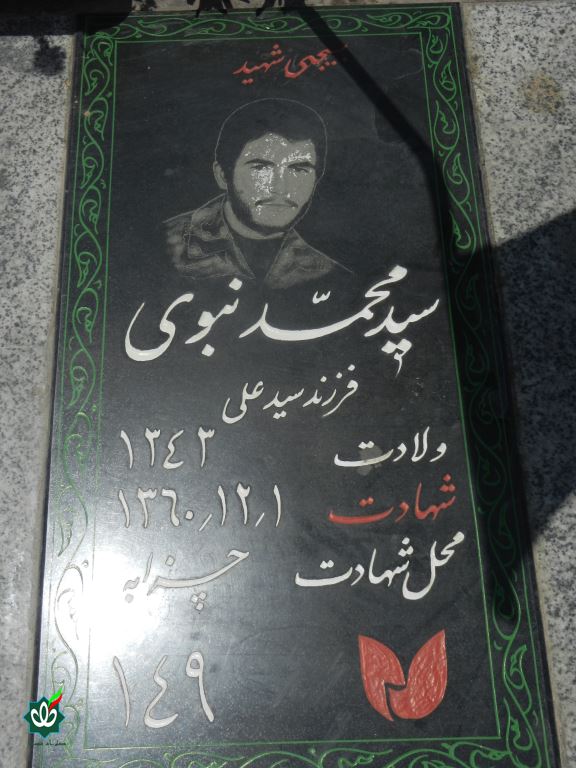 بسیجی شهید
سید محمد نبوی
فرزند سید علی
ولادت ۱۳۴۳
شهادت ۱٫۱۲٫۱۳۶۰
محل شهادت چزابه
۱۴۹